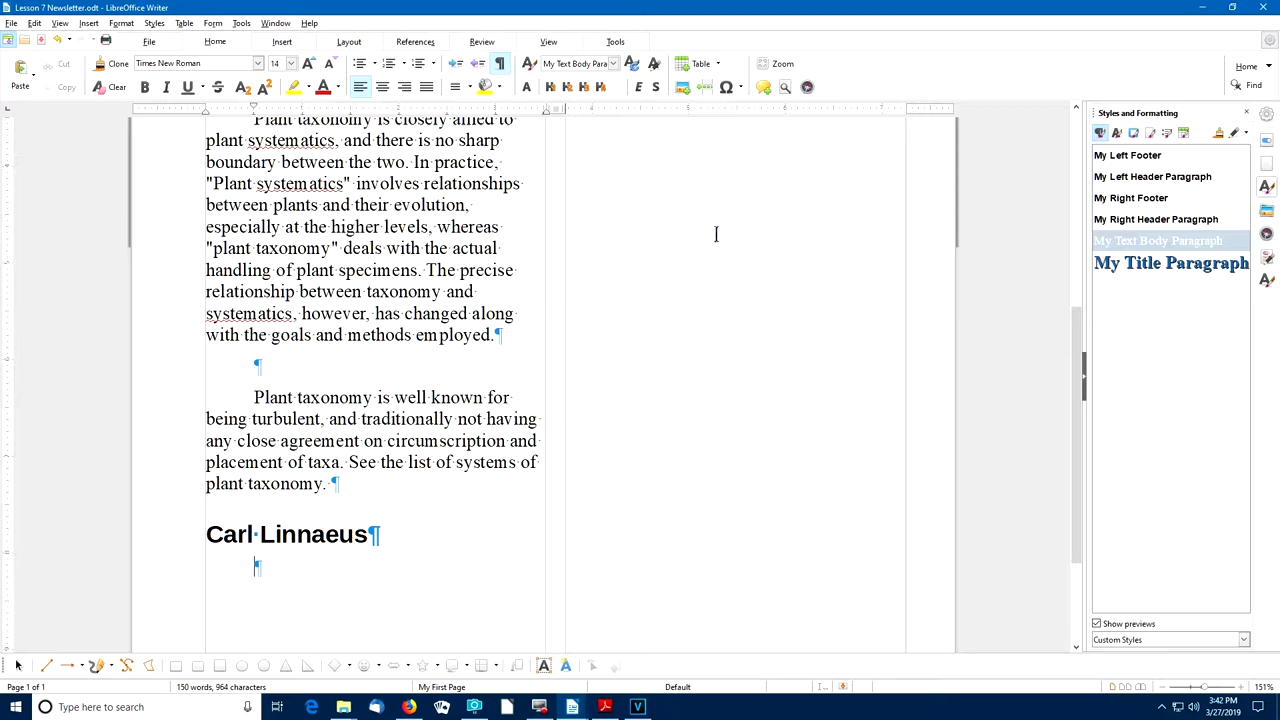 Lesson 7 Newsletter.odt - LibreOffice Writer
File Edit View Insert Format Styles Table Form Tools Window Help
File Home Insert Layout References Review View Tools
Paste Cut Copy Clone Clear
Times New Roman 14
My Text Body Para
Table Zoom
Home Find
1 2 3 4 5 6 7
Plant taxonomy is closely allied to
plant systematics, and there is no sharp
boundary between the two. In practice,
"Plant systematics" involves relationships
between plants and their evolution,
especially at the higher levels, whereas
"plant taxonomy" deals with the actual
handling of plant specimens. The precise
relationship between taxonomy and
systematics, however, has changed along
with the goals and methods employed.¶
¶
Plant taxonomy is well known for
being turbulent, and traditionally not having
any close agreement on circumscription and
placement of taxa. See the list of systems of
plant taxonomy. ¶
Carl·Linnaeus¶
¶
Styles and Formatting
My Left Footer
My Left Header Paragraph
My Right Footer
My Right Header Paragraph
My Text Body Paragraph
My Title Paragraph
Show previews
Custom Styles
Page 1 of 1
150 words, 964 characters
My First Page
Default
151%
Type here to search
3:42 PM
3/27/2019